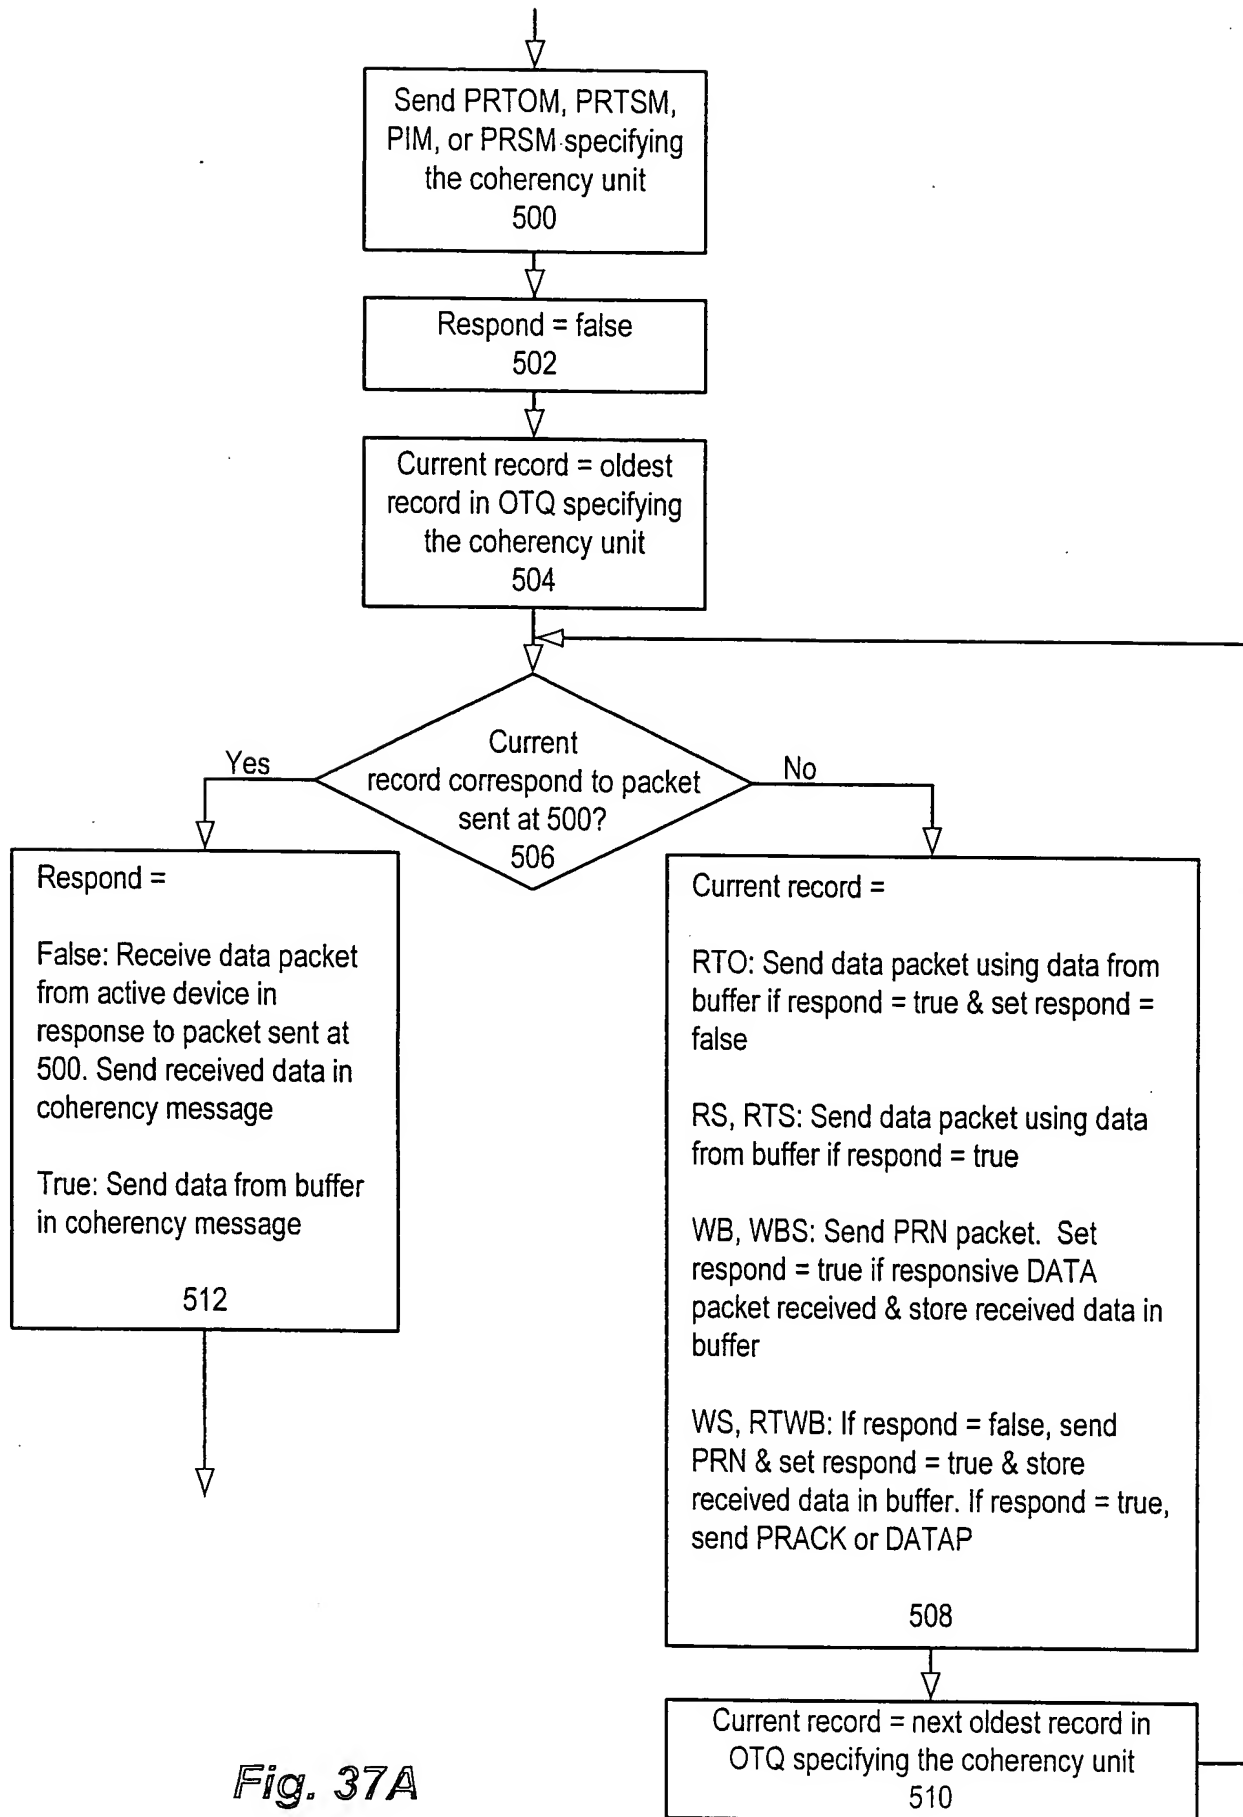 Send PRTOM, PRTSM,
PIM, or PRSM specifying
the coherency unit
500
Respond = false
502
Current record = oldest
record in OTQ specifying
the coherency unit
504
Current
record correspond to packet
sent at 500?
506
Yes
No
Respond =
False: Receive data packet
from active device in
response to packet sent at
500. Send received data in
coherency message
True: Send data from buffer
in coherency message
512
Current record =
RTO: Send data packet using data from
buffer if respond = true & set respond =
false
RS, RTS: Send data packet using data
from buffer if respond = true
WB, WBS: Send PRN packet. Set
respond = true if responsive DATA
packet received & store received data in
buffer
WS, RTWB: If respond = false, send
PRN & set respond = true & store
received data in buffer. If respond = true,
send PRACK or DATAP
508
Current record = next oldest record in
OTQ specifying the coherency unit
510
Fig. 37A